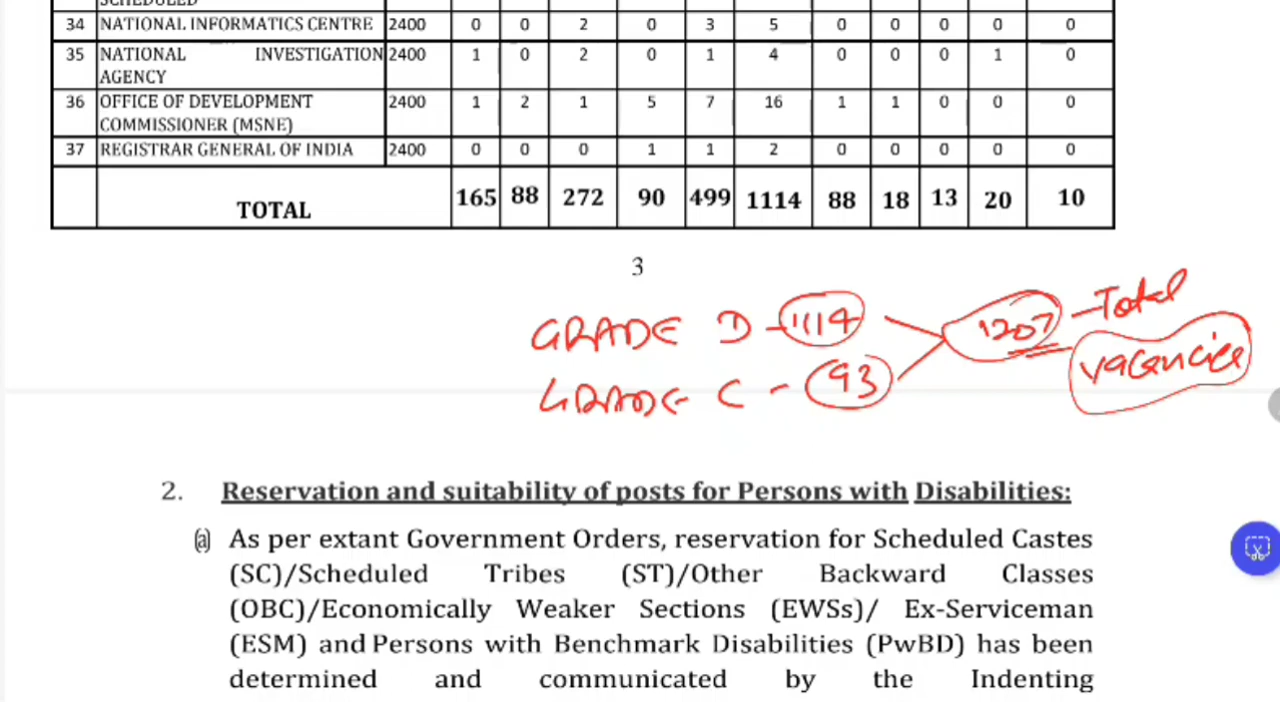 SCHEDULED
34 NATIONAL INFORMATICS CENTRE 2400 0 0 2 0 3 5 0 0 0 0 0
35 NATIONAL INVESTIGATION AGENCY 2400 1 0 2 0 1 4 0 0 0 1 0
36 OFFICE OF DEVELOPMENT COMMISSIONER (MSNE) 2400 1 2 1 5 7 16 1 1 0 0 0
37 REGISTRAR GENERAL OF INDIA 2400 0 0 0 1 1 2 0 0 0 0 0
TOTAL 165 88 272 90 499 1114 88 18 13 20 10
3
GRADE D - 1114
GRADE C - 93
1207 - Total
vacancies
2. Reservation and suitability of posts for Persons with Disabilities:
(a) As per extant Government Orders, reservation for Scheduled Castes
(SC)/Scheduled Tribes (ST)/Other Backward Classes
(OBC)/Economically Weaker Sections (EWSs)/ Ex-Serviceman
(ESM) and Persons with Benchmark Disabilities (PwBD) has been
determined and communicated by the Indenting